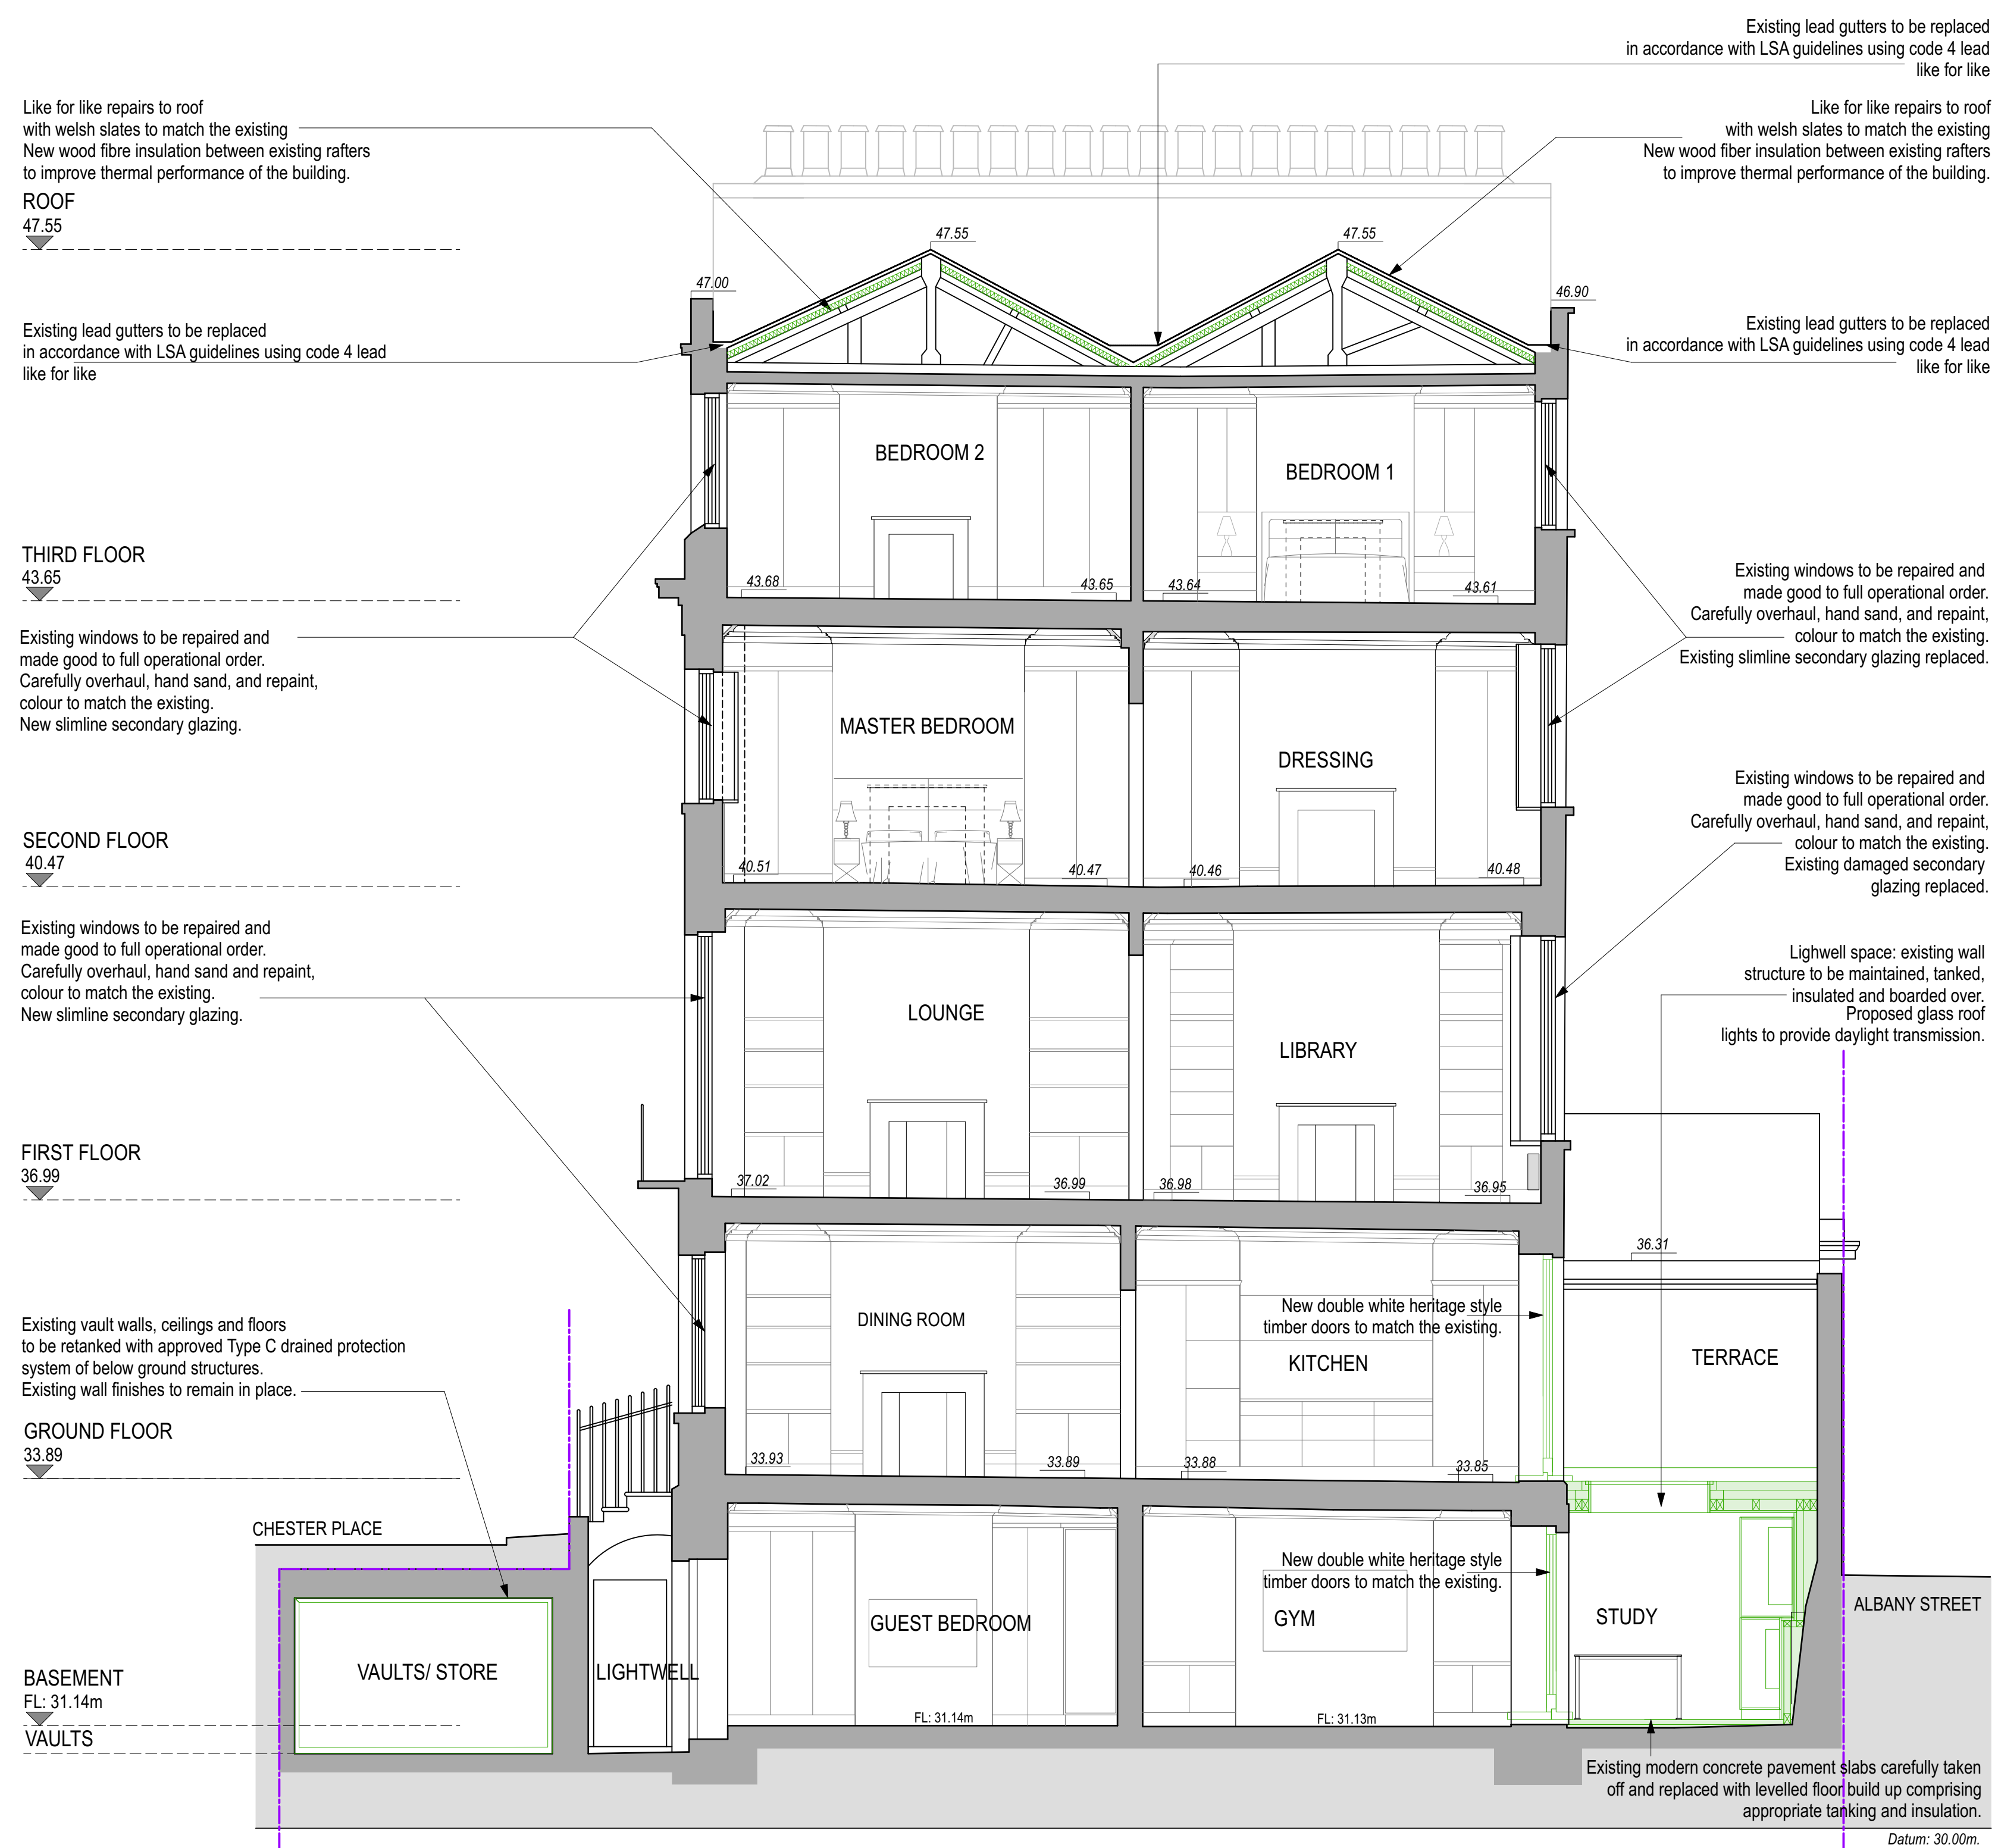 Existing lead gutters to be replaced
in accordance with LSA guidelines using code 4 lead
like for like
Like for like repairs to roof
with welsh slates to match the existing
New wood fibre insulation between existing rafters
to improve thermal performance of the building.
Like for like repairs to roof
with welsh slates to match the existing
New wood fiber insulation between existing rafters
to improve thermal performance of the building.
ROOF
47.55
47.55
47.55
47.00
46.90
Existing lead gutters to be replaced
in accordance with LSA guidelines using code 4 lead
like for like
Existing lead gutters to be replaced
in accordance with LSA guidelines using code 4 lead
like for like
BEDROOM 2
BEDROOM 1
THIRD FLOOR
43.65
43.68
43.65
43.64
43.61
Existing windows to be repaired and
made good to full operational order.
Carefully overhaul, hand sand, and repaint,
colour to match the existing.
New slimline secondary glazing.
Existing windows to be repaired and
made good to full operational order.
Carefully overhaul, hand sand, and repaint,
colour to match the existing.
Existing slimline secondary glazing replaced.
MASTER BEDROOM
DRESSING
Existing windows to be repaired and
made good to full operational order.
Carefully overhaul, hand sand, and repaint,
colour to match the existing.
Existing damaged secondary
glazing replaced.
SECOND FLOOR
40.47
40.51
40.47
40.46
40.48
Existing windows to be repaired and
made good to full operational order.
Carefully overhaul, hand sand and repaint,
colour to match the existing.
New slimline secondary glazing.
LOUNGE
LIBRARY
Lighwell space: existing wall
structure to be maintained, tanked,
insulated and boarded over.
Proposed glass roof
lights to provide daylight transmission.
FIRST FLOOR
36.99
37.02
36.99
36.98
36.95
36.31
Existing vault walls, ceilings and floors
to be retanked with approved Type C drained protection
system of below ground structures.
Existing wall finishes to remain in place.
DINING ROOM
New double white heritage style
timber doors to match the existing.
KITCHEN
TERRACE
GROUND FLOOR
33.89
33.93
33.89
33.88
33.85
CHESTER PLACE
New double white heritage style
timber doors to match the existing.
GUEST BEDROOM
GYM
STUDY
ALBANY STREET
VAULTS/ STORE
LIGHTWELL
BASEMENT
FL: 31.14m
VAULTS
FL: 31.14m
FL: 31.13m
Existing modern concrete pavement slabs carefully taken
off and replaced with levelled floor build up comprising
appropriate tanking and insulation.
Datum: 30.00m.